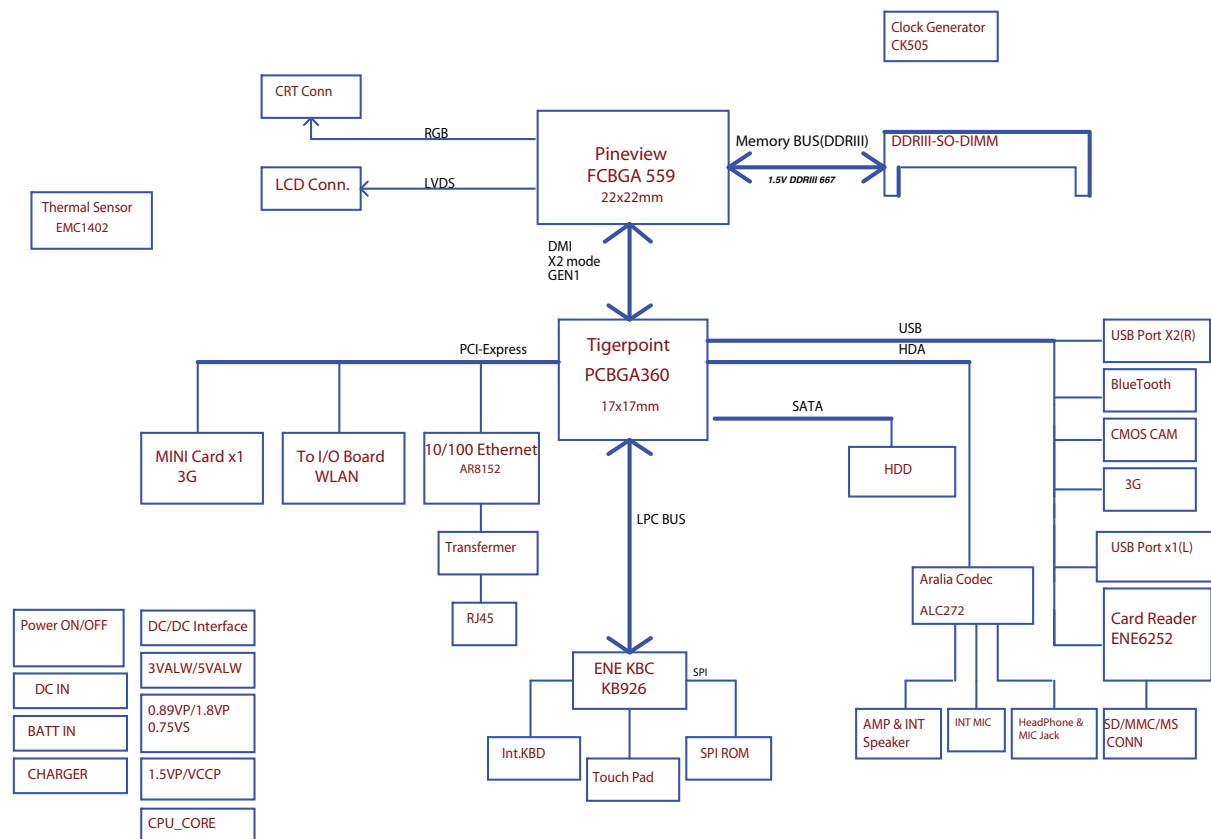 Clock Generator
CK505
CRT Conn
RGB
Pineview
FCBGA 559
22x22mm
Memory BUS(DDRIII)
1.5V DDRIII 667
DDRIII-SO-DIMM
LCD Conn.
LVDS
Thermal Sensor
EMC1402
DMI
X2 mode
GEN1
Tigerpoint
PCBGA360
17x17mm
PCI-Express
USB
HDA
SATA
USB Port X2(R)
BlueTooth
CMOS CAM
3G
USB Port x1(L)
Card Reader
ENE6252
MINI Card x1
3G
To I/O Board
WLAN
10/100 Ethernet
AR8152
HDD
LPC BUS
Transfermer
RJ45
Aralia Codec
ALC272
ENE KBC
KB926
SPI
Int.KBD
Touch Pad
SPI ROM
AMP & INT
Speaker
INT MIC
HeadPhone &
MIC Jack
SD/MMC/MS
CONN
Power ON/OFF
DC IN
BATT IN
CHARGER
DC/DC Interface
3VALW/5VALW
0.89VP/1.8VP
0.75VS
1.5VP/VCCP
CPU_CORE